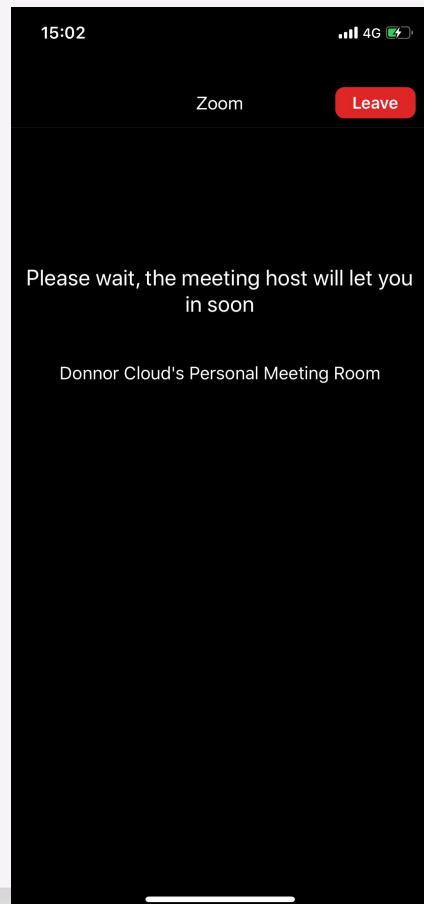 15:02 4G
Zoom Leave
Please wait, the meeting host will let you
in soon
Donnor Cloud's Personal Meeting Room